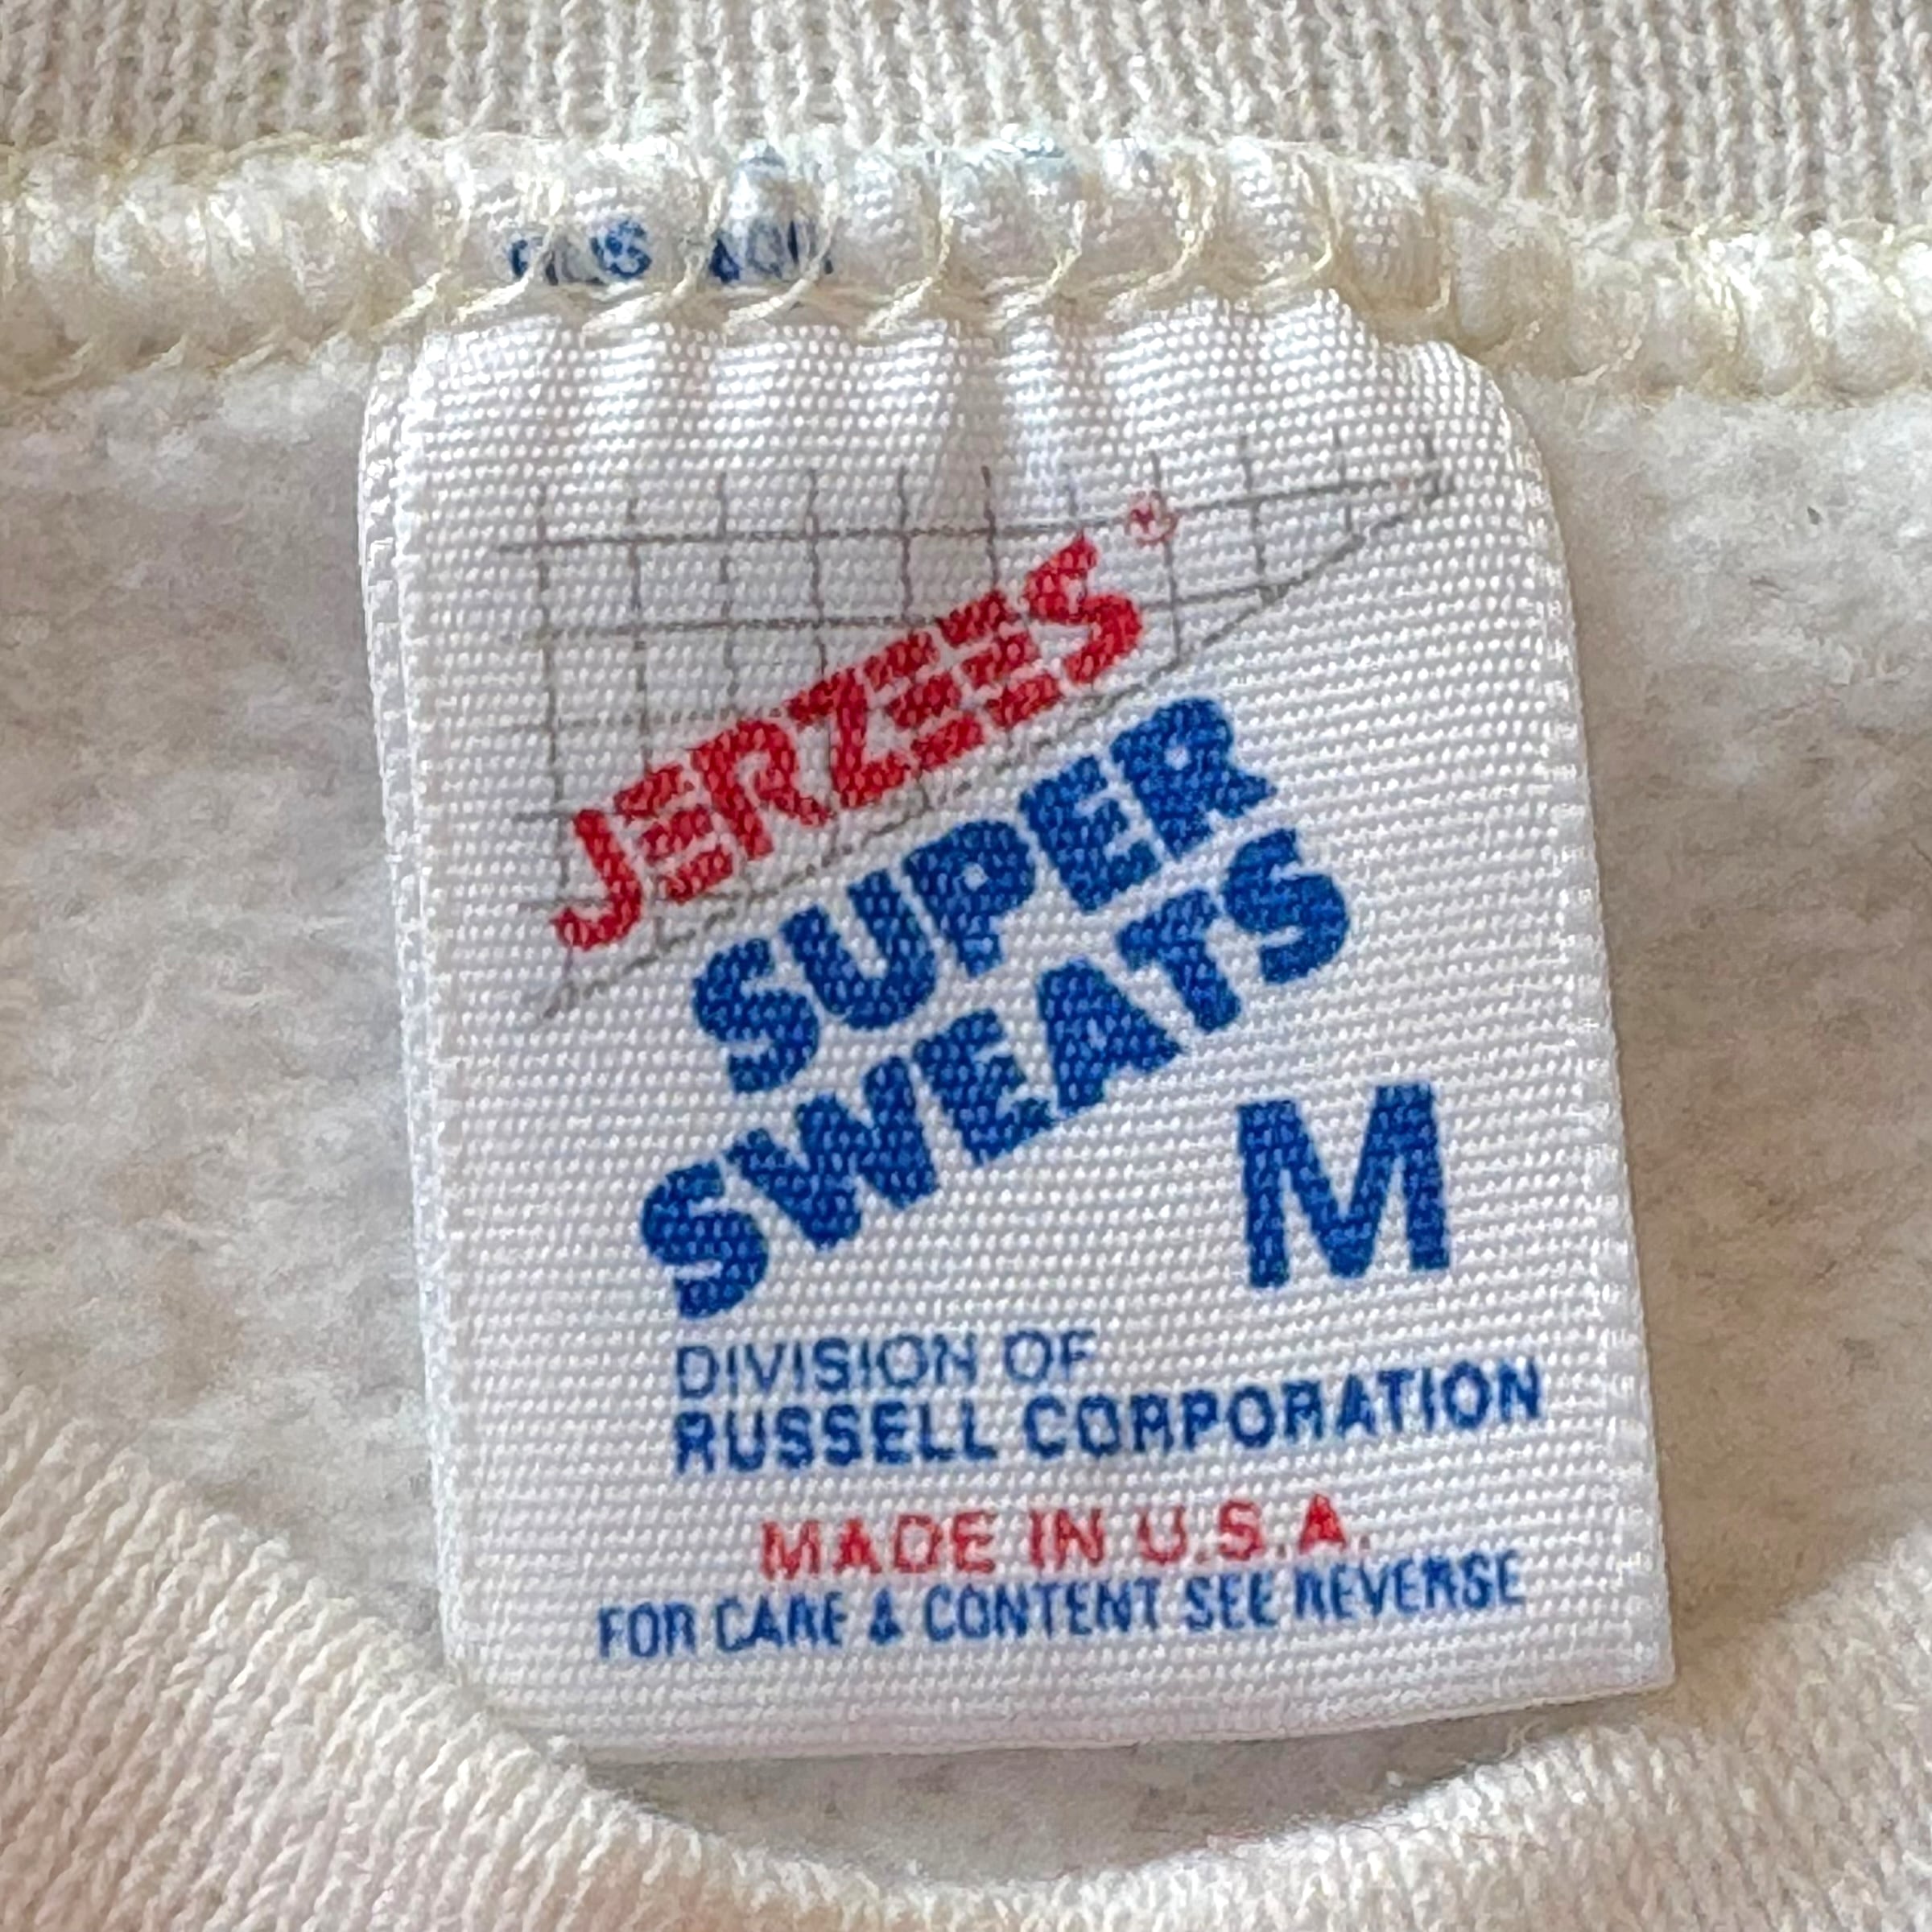 JERZEES®
SUPER
SWEATS
M
DIVISION OF
RUSSELL CORPORATION
MADE IN U.S.A.
FOR CARE & CONTENT SEE REVERSE